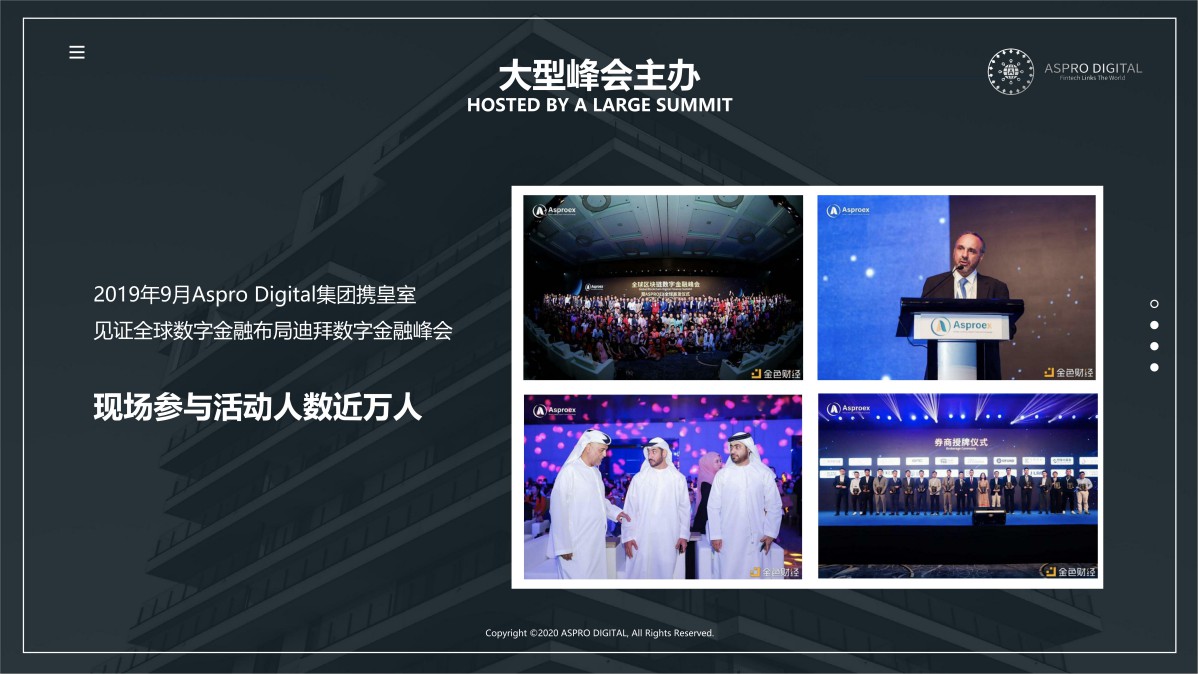 大型峰会主办
HOSTED BY A LARGE SUMMIT
ASPRO DIGITAL
Fintech Links The World
2019年9月Aspro Digital集团携皇室
见证全球数字金融布局迪拜数字金融峰会
现场参与活动人数近万人
Asproex
全球区块链数字金融峰会
金色财经
Asproex
Asproex
金色财经
Asproex
金色财经
Asproex
券商授牌仪式
金色财经
Copyright ©2020 ASPRO DIGITAL, All Rights Reserved.